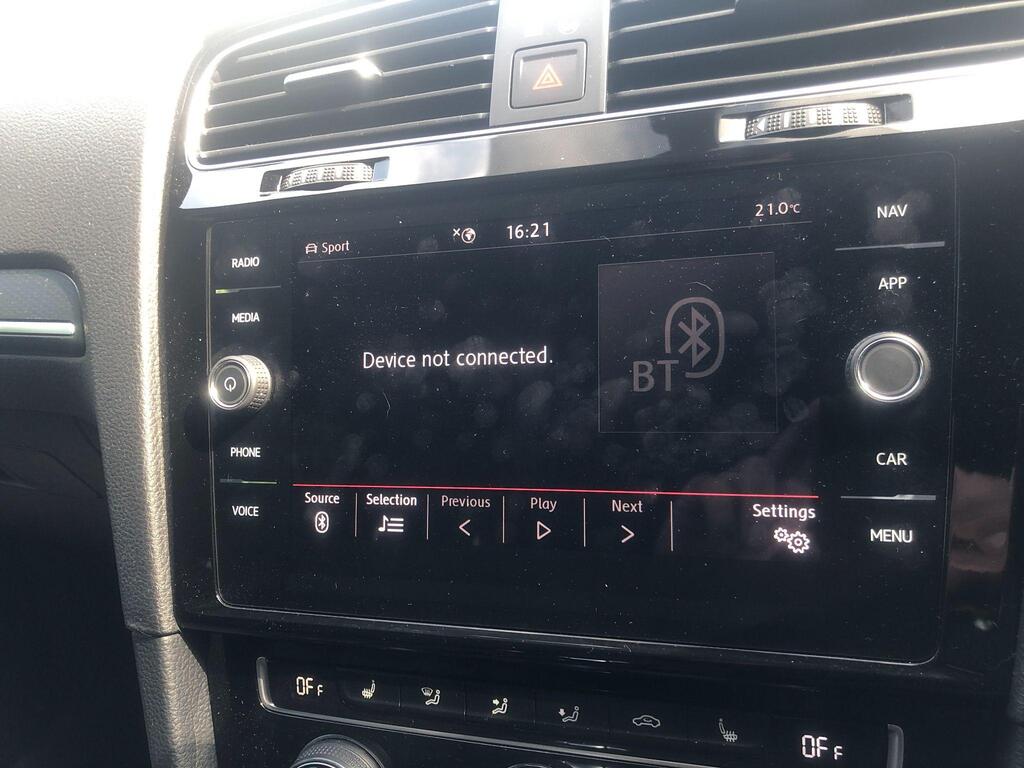 Sport
16:21
21.0°C
RADIO
MEDIA
PHONE
VOICE
Device not connected.
BT
NAV
APP
CAR
MENU
Source
Selection
Previous
Play
Next
Settings
OFF
OFF